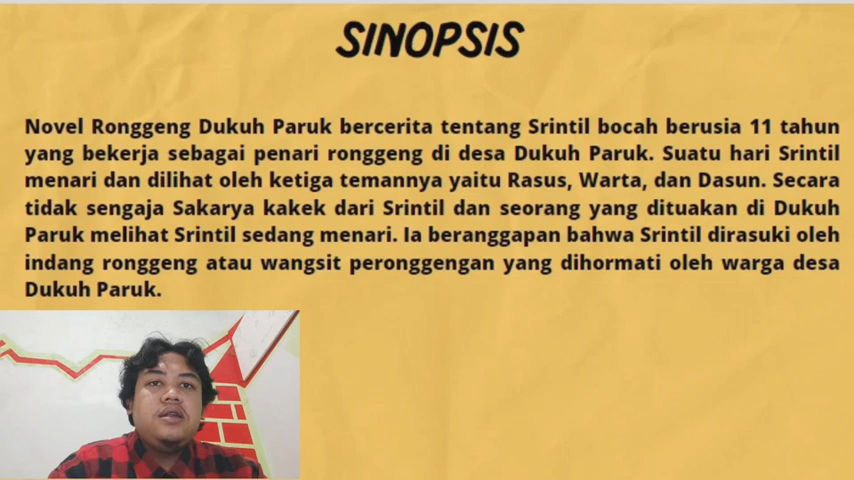 SINOPSIS
Novel Ronggeng Dukuh Paruk bercerita tentang Srintil bocah berusia 11 tahun
yang bekerja sebagai penari ronggeng di desa Dukuh Paruk. Suatu hari Srintil
menari dan dilihat oleh ketiga temannya yaitu Rasus, Warta, dan Dasun. Secara
tidak sengaja Sakarya kakek dari Srintil dan seorang yang dituakan di Dukuh
Paruk melihat Srintil sedang menari. Ia beranggapan bahwa Srintil dirasuki oleh
indang ronggeng atau wangsit peronggengan yang dihormati oleh warga desa
Dukuh Paruk.